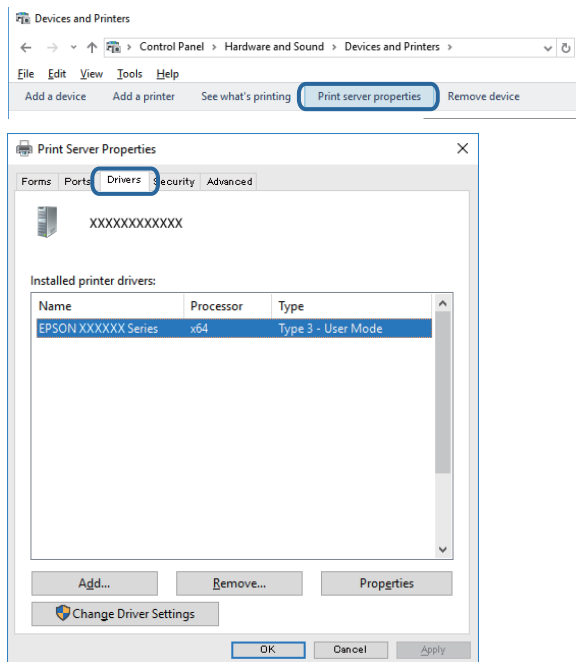 Devices and Printers
Control Panel > Hardware and Sound > Devices and Printers >
File Edit View Tools Help
Add a device Add a printer See what's printing Print server properties Remove device
Print Server Properties
Forms Ports Drivers Security Advanced
XXXXXXXXXXXX
Installed printer drivers:
Name Processor Type
EPSON XXXXXX Series x64 Type 3 - User Mode
Add... Remove... Properties
Change Driver Settings
OK Cancel Apply